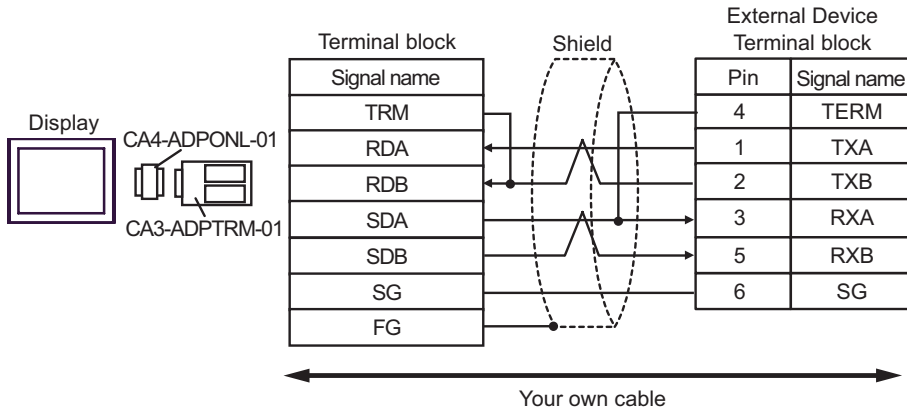 External Device
Terminal block
Shield
Terminal block
Signal name
Pin
Signal name
TRM
4
TERM
Display
CA4-ADPONL-01
RDA
1
TXA
RDB
2
TXB
CA3-ADPTRM-01
SDA
3
RXA
SDB
5
RXB
SG
6
SG
FG
Your own cable